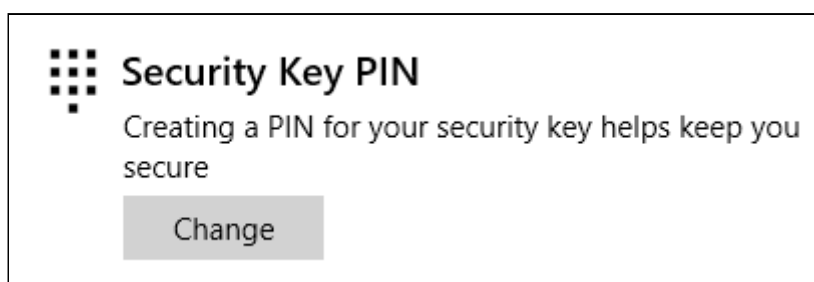 Security Key PIN
Creating a PIN for your security key helps keep you
secure
Change